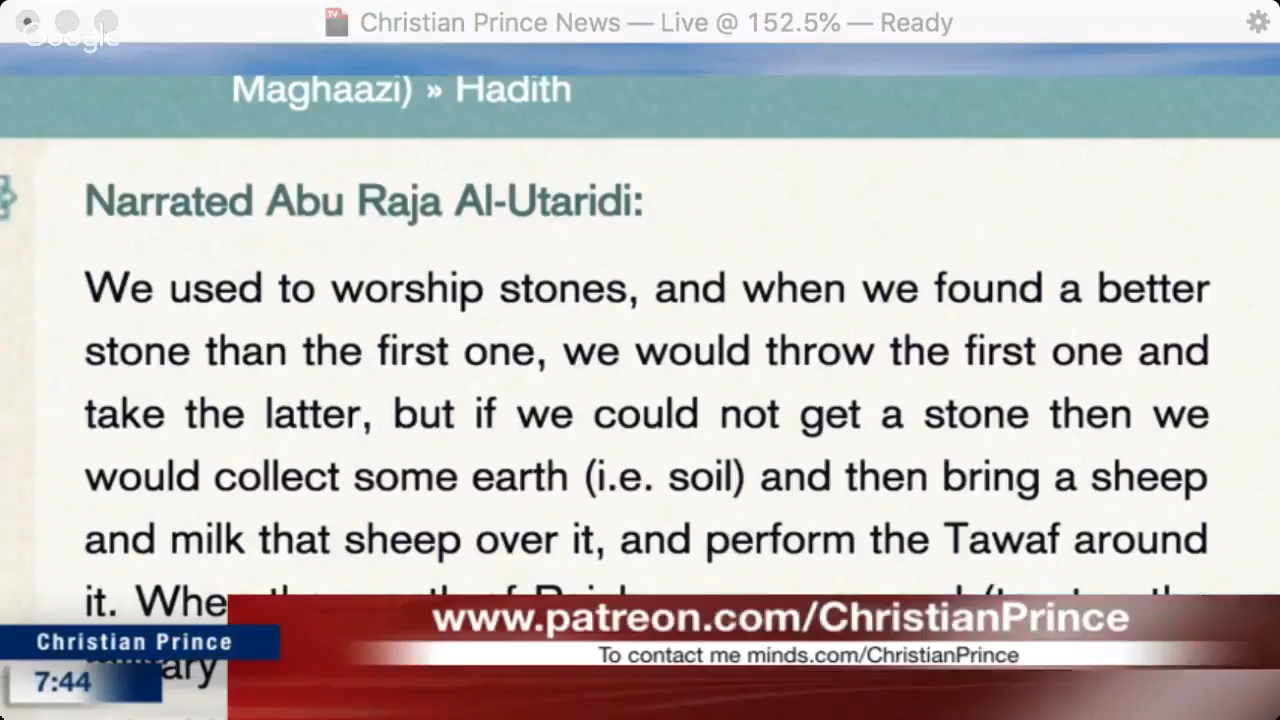 Christian Prince News — Live @ 152.5% — Ready
Google
Maghaazi) » Hadith
Narrated Abu Raja Al-Utaridi:
We used to worship stones, and when we found a better
stone than the first one, we would throw the first one and
take the latter, but if we could not get a stone then we
would collect some earth (i.e. soil) and then bring a sheep
and milk that sheep over it, and perform the Tawaf around
it.
www.patreon.com/ChristianPrince
Christian Prince
To contact me minds.com/ChristianPrince
7:44